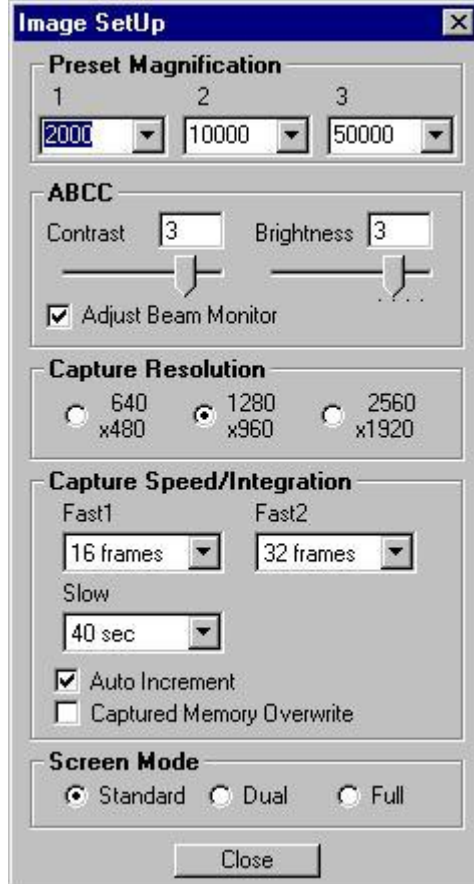 Image SetUp
Preset Magnification
1 2 3
2000 10000 50000
ABCC
Contrast 3 Brightness 3
Adjust Beam Monitor
Capture Resolution
640 1280 2560
x480 x960 x1920
Capture Speed/Integration
Fast1 Fast2
16 frames 32 frames
Slow
40 sec
Auto Increment
Captured Memory Overwrite
Screen Mode
Standard Dual Full
Close